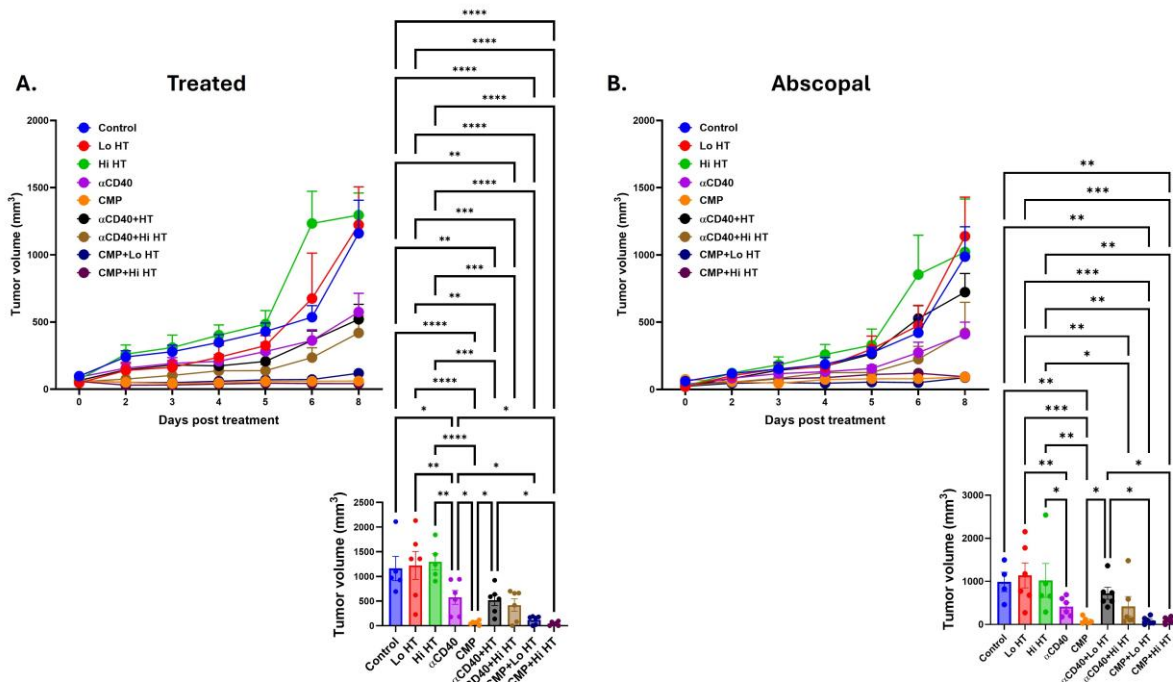 A. Treated
Tumor volume (mm³)
2000
1500
1000
500
0
Control
Lo HT
Hi HT
αCD40
CMP
αCD40+HT
αCD40+Hi HT
CMP+Lo HT
CMP+Hi HT
0 2 3 4 5 6 8
Days post treatment
****
****
****
****
****
**
****
***
**
***
**
****
***
****
* *
****
** *
** * * *
Tumor volume (mm³)
2500
2000
1500
1000
500
0
Control
Lo HT
Hi HT
αCD40
CMP
αCD40+HT
αCD40+Hi HT
CMP+Lo HT
CMP+Hi HT
B. Abscopal
Tumor volume (mm³)
2000
1500
1000
500
0
Control
Lo HT
Hi HT
αCD40
CMP
αCD40+HT
αCD40+Hi HT
CMP+Lo HT
CMP+Hi HT
0 2 3 4 5 6 8
Days post treatment
**
***
**
**
***
**
**
*
**
***
**
** *
* * *
Tumor volume (mm³)
3000
2000
1000
0
Control
Lo HT
Hi HT
αCD40
CMP
αCD40+Lo HT
αCD40+Hi HT
CMP+Lo HT
CMP+Hi HT